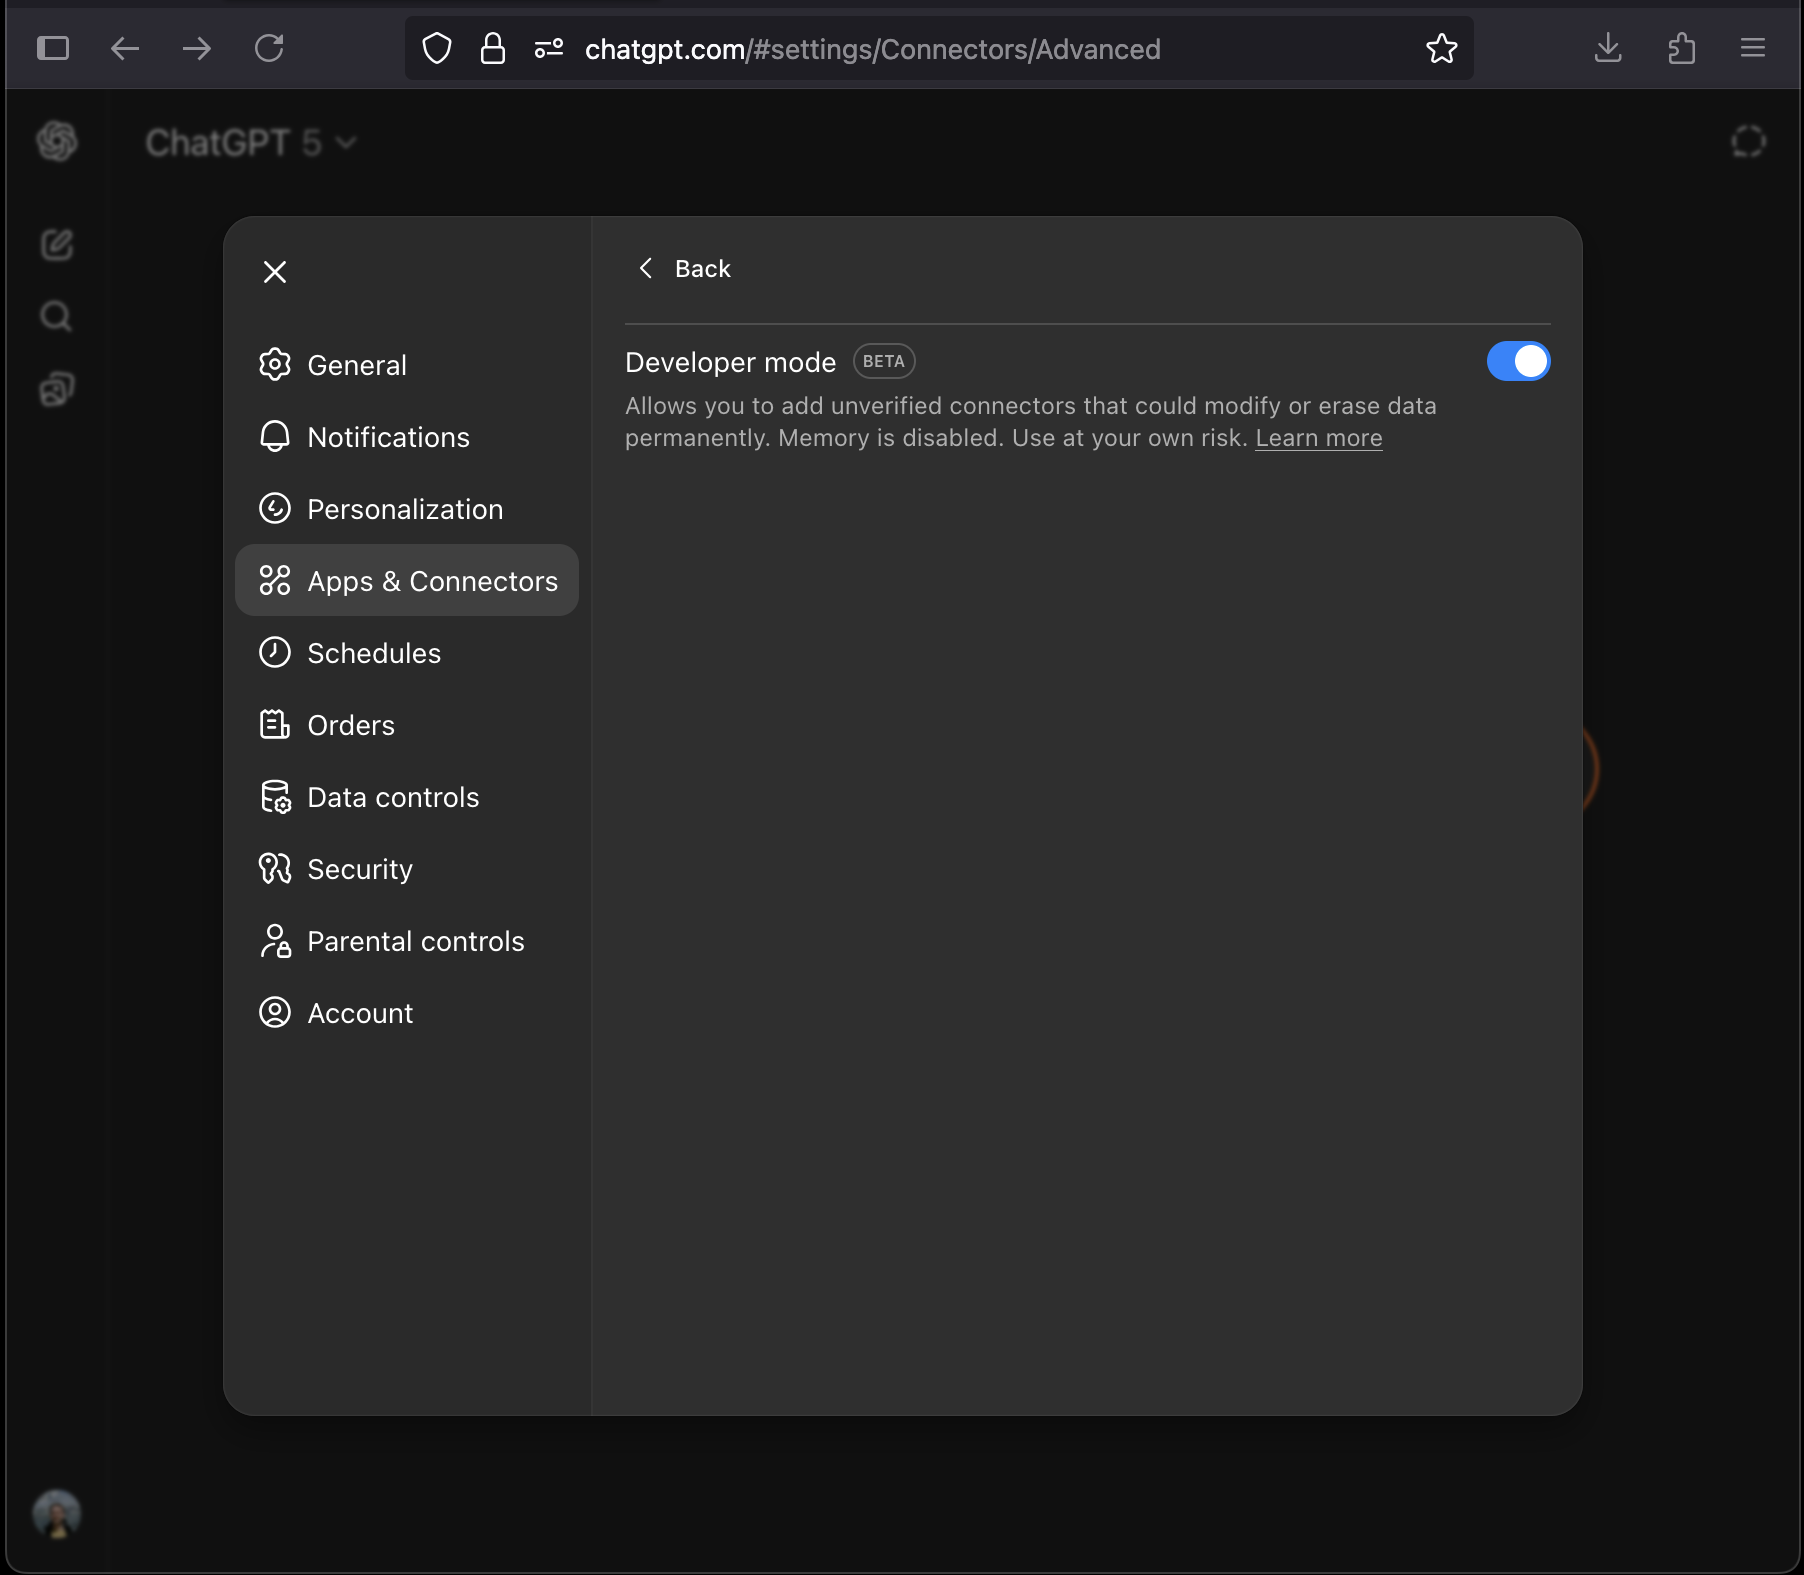 chatgpt.com/#settings/Connectors/Advanced
ChatGPT 5
Back
General
Notifications
Personalization
Apps & Connectors
Schedules
Orders
Data controls
Security
Parental controls
Account
Developer mode BETA
Allows you to add unverified connectors that could modify or erase data
permanently. Memory is disabled. Use at your own risk. Learn more